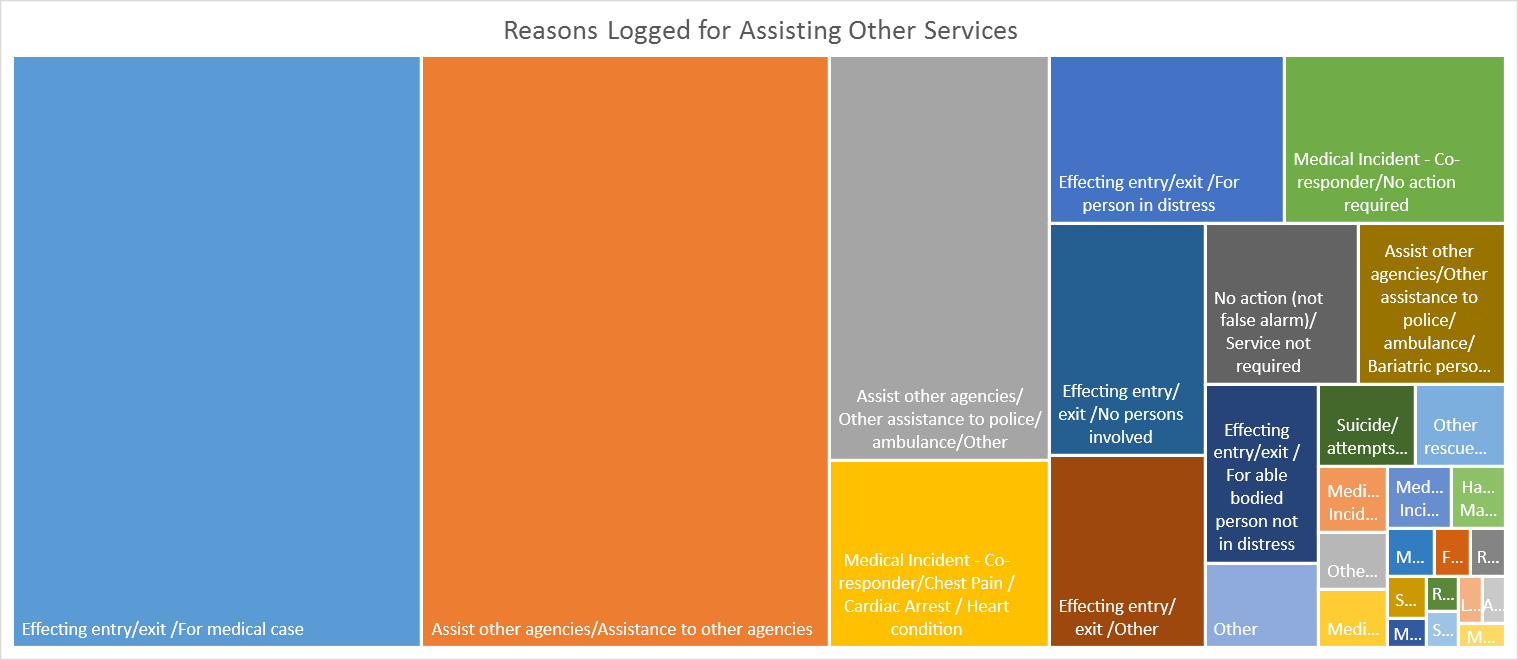 Reasons Logged for Assisting Other Services
Effecting entry/exit /For medical case
Assist other agencies/Assistance to other agencies
Assist other agencies/
Other assistance to police/
ambulance/Other
Medical Incident - Co-
responder/Chest Pain /
Cardiac Arrest / Heart
condition
Effecting entry/exit /For
person in distress
Medical Incident - Co-
responder/No action
required
Effecting entry/
exit /No persons
involved
Effecting entry/
exit /Other
No action (not
false alarm)/
Service not
required
Assist other
agencies/Other
assistance to
police/
ambulance/
Bariatric perso...
Effecting
entry/exit /
For able
bodied
person not
in distress
Other
Suicide/
attempts...
Other
rescue...
Medi...
Incid...
Med...
Inci...
Ha...
Ma...
Othe...
Medi...
M...
F...
R...
S...
R...
L...
A...
M...
S...
M...